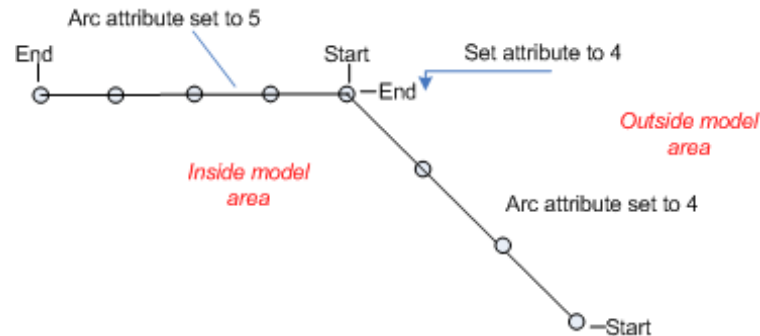 Arc attribute set to 5
End
Start
Set attribute to 4
End
Outside model
area
Inside model
area
Arc attribute set to 4
Start